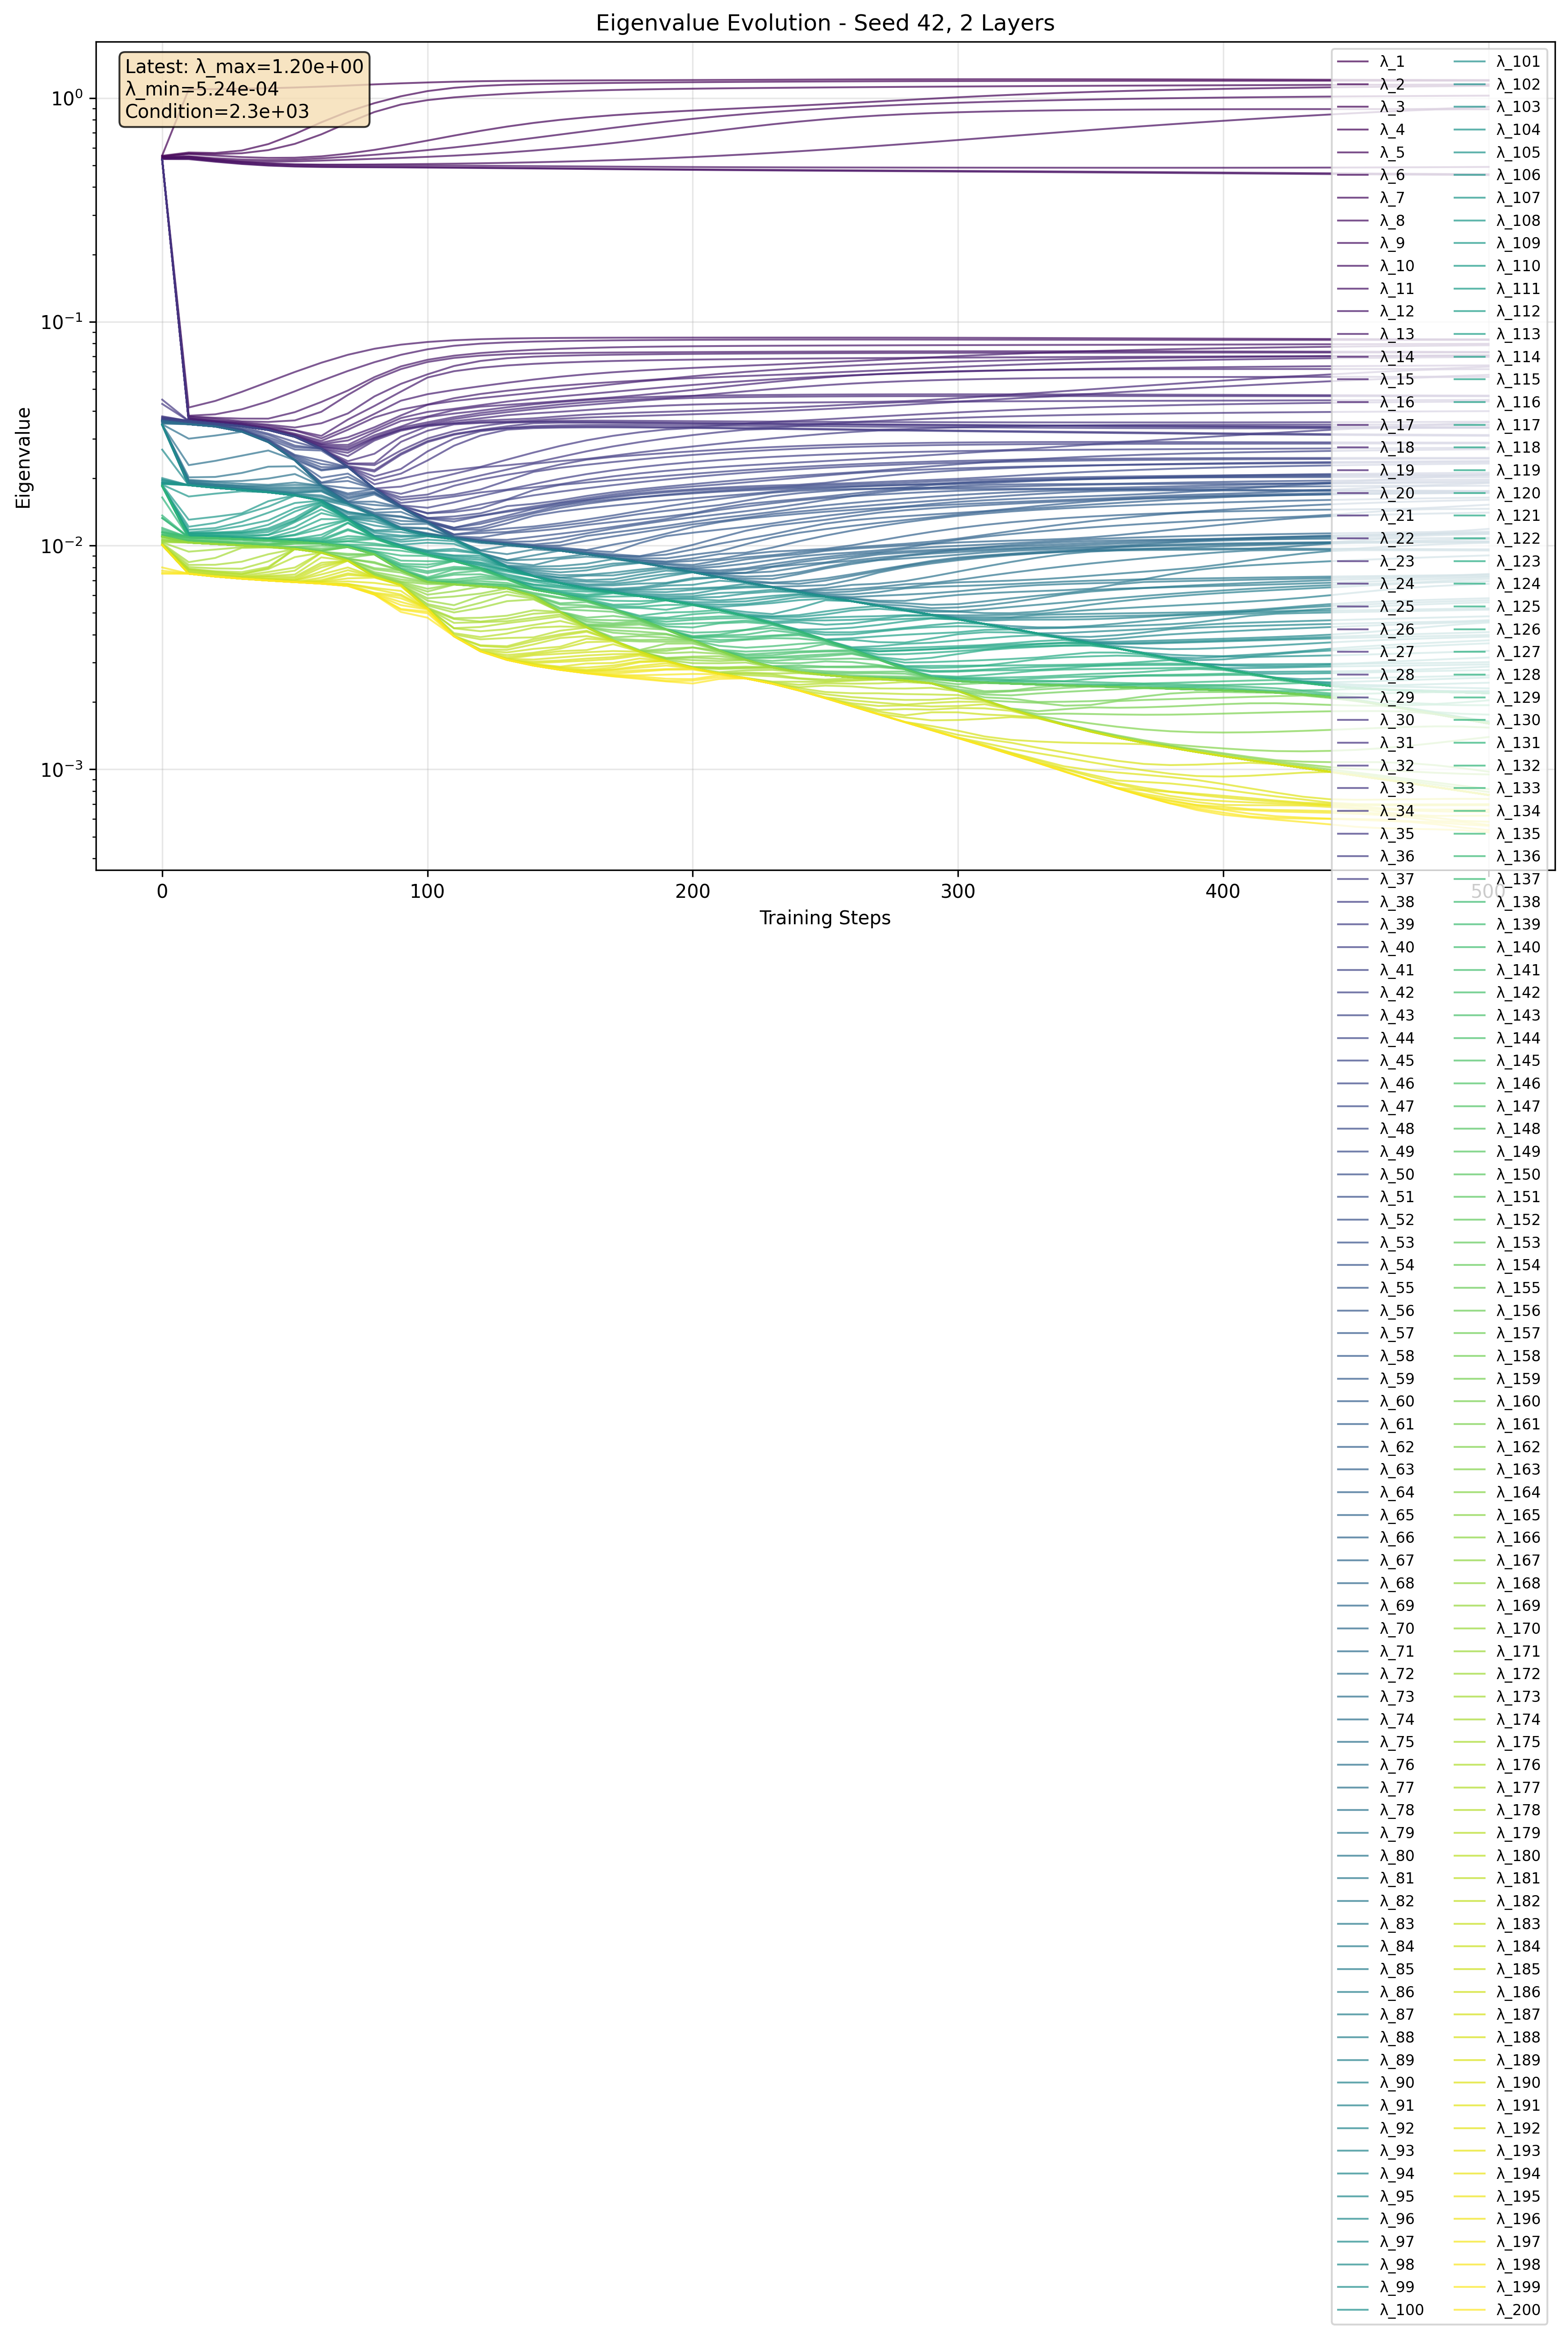 Eigenvalue Evolution - Seed 42, 2 Layers
Latest: λ_max=1.20e+00
λ_min=5.24e-04
Condition=2.3e+03
Eigenvalue
10⁰
10⁻¹
10⁻²
10⁻³
0
100
200
300
400
500
Training Steps
λ_1
λ_2
λ_3
λ_4
λ_5
λ_6
λ_7
λ_8
λ_9
λ_10
λ_11
λ_12
λ_13
λ_14
λ_15
λ_16
λ_17
λ_18
λ_19
λ_20
λ_21
λ_22
λ_23
λ_24
λ_25
λ_26
λ_27
λ_28
λ_29
λ_30
λ_31
λ_32
λ_33
λ_34
λ_35
λ_36
λ_37
λ_38
λ_39
λ_40
λ_41
λ_42
λ_43
λ_44
λ_45
λ_46
λ_47
λ_48
λ_49
λ_50
λ_51
λ_52
λ_53
λ_54
λ_55
λ_56
λ_57
λ_58
λ_59
λ_60
λ_61
λ_62
λ_63
λ_64
λ_65
λ_66
λ_67
λ_68
λ_69
λ_70
λ_71
λ_72
λ_73
λ_74
λ_75
λ_76
λ_77
λ_78
λ_79
λ_80
λ_81
λ_82
λ_83
λ_84
λ_85
λ_86
λ_87
λ_88
λ_89
λ_90
λ_91
λ_92
λ_93
λ_94
λ_95
λ_96
λ_97
λ_98
λ_99
λ_100
λ_101
λ_102
λ_103
λ_104
λ_105
λ_106
λ_107
λ_108
λ_109
λ_110
λ_111
λ_112
λ_113
λ_114
λ_115
λ_116
λ_117
λ_118
λ_119
λ_120
λ_121
λ_122
λ_123
λ_124
λ_125
λ_126
λ_127
λ_128
λ_129
λ_130
λ_131
λ_132
λ_133
λ_134
λ_135
λ_136
λ_137
λ_138
λ_139
λ_140
λ_141
λ_142
λ_143
λ_144
λ_145
λ_146
λ_147
λ_148
λ_149
λ_150
λ_151
λ_152
λ_153
λ_154
λ_155
λ_156
λ_157
λ_158
λ_159
λ_160
λ_161
λ_162
λ_163
λ_164
λ_165
λ_166
λ_167
λ_168
λ_169
λ_170
λ_171
λ_172
λ_173
λ_174
λ_175
λ_176
λ_177
λ_178
λ_179
λ_180
λ_181
λ_182
λ_183
λ_184
λ_185
λ_186
λ_187
λ_188
λ_189
λ_190
λ_191
λ_192
λ_193
λ_194
λ_195
λ_196
λ_197
λ_198
λ_199
λ_200